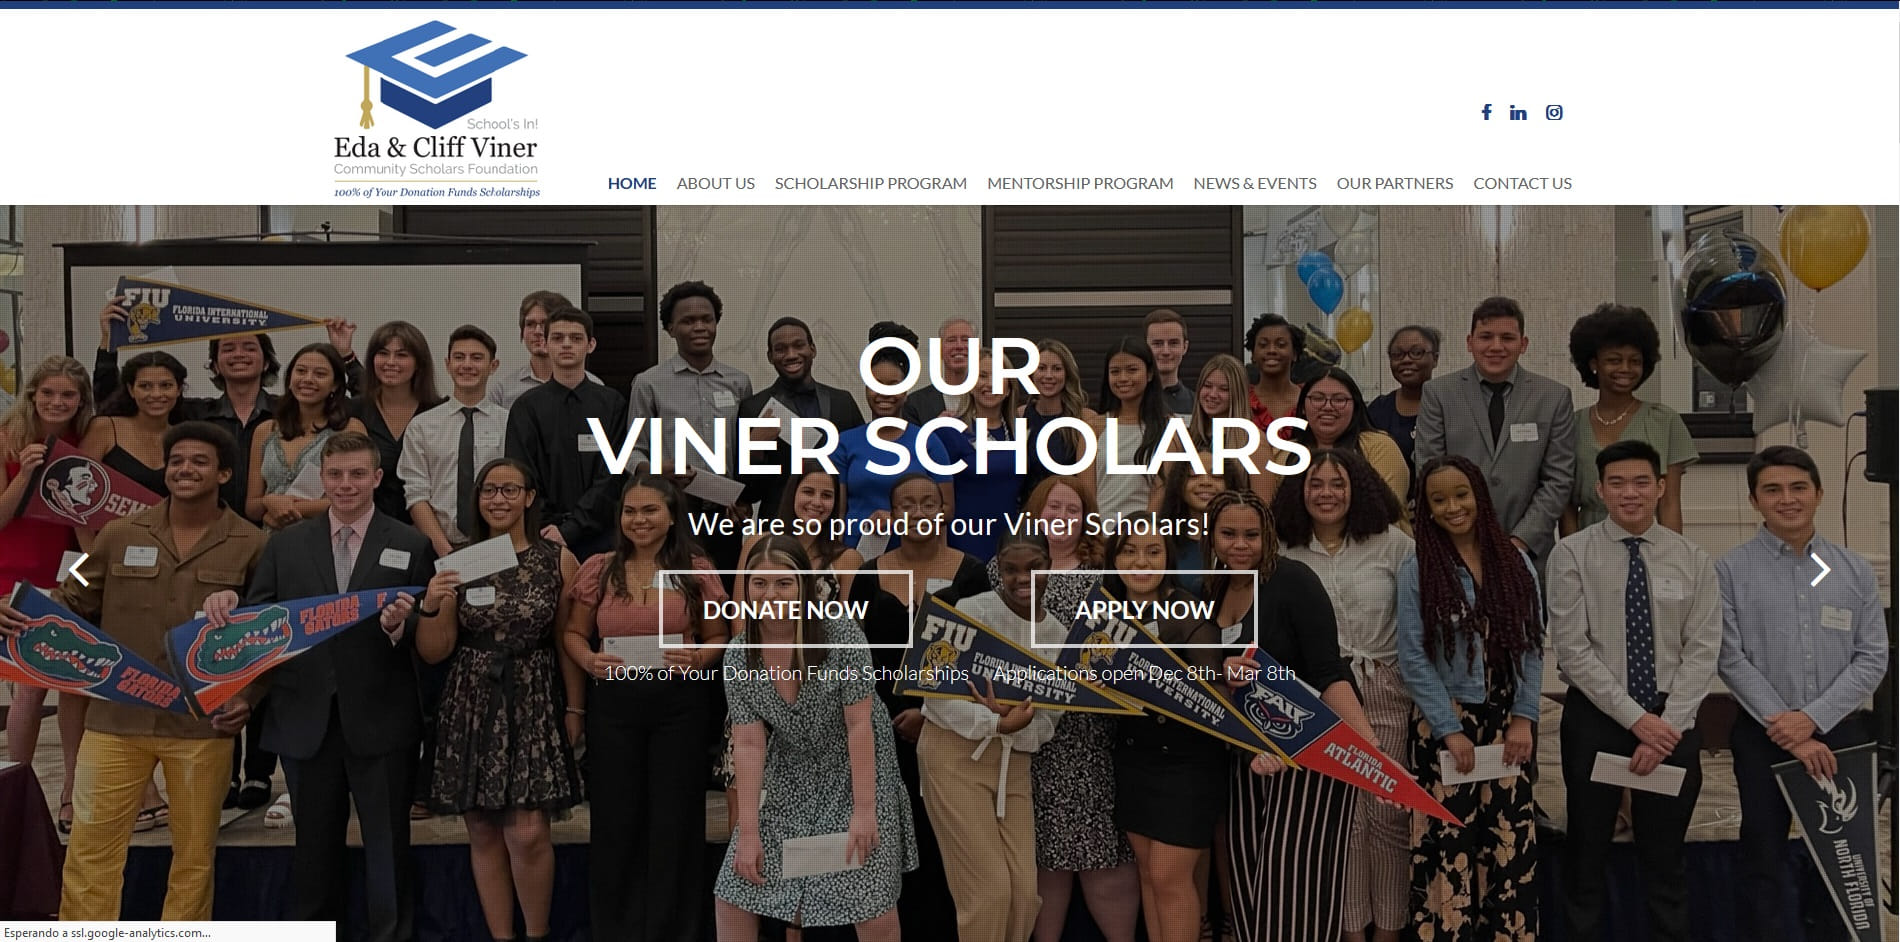 School's In!
Eda & Cliff Viner
Community Scholars Foundation
100% of Your Donation Funds Scholarships
HOME ABOUT US SCHOLARSHIP PROGRAM MENTORSHIP PROGRAM NEWS & EVENTS OUR PARTNERS CONTACT US
FIU
FLORIDA INTERNATIONAL
UNIVERSITY
OUR
VINER SCHOLARS
We are so proud of our Viner Scholars!
DONATE NOW
APPLY NOW
100% of Your Donation Funds Scholarships
Applications open Dec 8th- Mar 8th
FLORIDA
GATORS
FLORIDA
GATORS
FIU
FLORIDA INTERNATIONAL
UNIVERSITY
FIU
FAU
FLORIDA
ATLANTIC
UNIVERSITY OF
NORTH FLORIDA
Esperando a ssl.google-analytics.com...